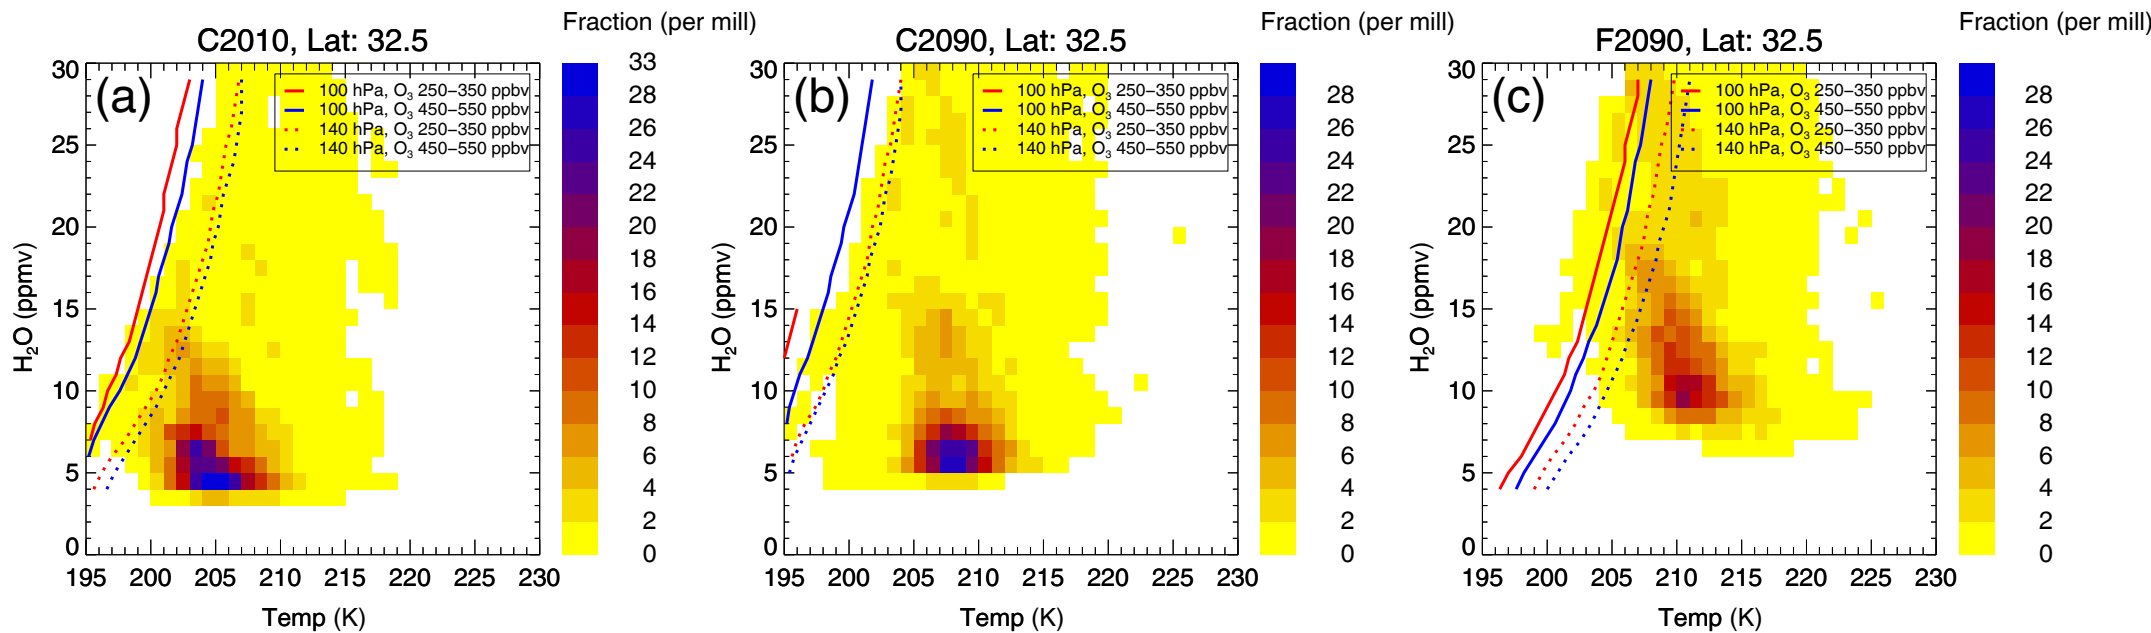 Fraction (per mill)
Fraction (per mill)
Fraction (per mill)
C2010, Lat: 32.5
(a)
100 hPa, O3 250−350 ppbv
100 hPa, O3 450−550 ppbv
140 hPa, O3 250−350 ppbv
140 hPa, O3 450−550 ppbv
30
25
20
15
10
5
0
H2O (ppmv)
195 200 205 210 215 220 225 230
Temp (K)
33
28
26
24
22
20
18
16
14
12
10
8
6
4
2
0
C2090, Lat: 32.5
(b)
100 hPa, O3 250−350 ppbv
100 hPa, O3 450−550 ppbv
140 hPa, O3 250−350 ppbv
140 hPa, O3 450−550 ppbv
30
25
20
15
10
5
0
H2O (ppmv)
195 200 205 210 215 220 225 230
Temp (K)
28
26
24
22
20
18
16
14
12
10
8
6
4
2
0
F2090, Lat: 32.5
(c)
100 hPa, O3 250−350 ppbv
100 hPa, O3 450−550 ppbv
140 hPa, O3 250−350 ppbv
140 hPa, O3 450−550 ppbv
30
25
20
15
10
5
0
H2O (ppmv)
195 200 205 210 215 220 225 230
Temp (K)
28
26
24
22
20
18
16
14
12
10
8
6
4
2
0